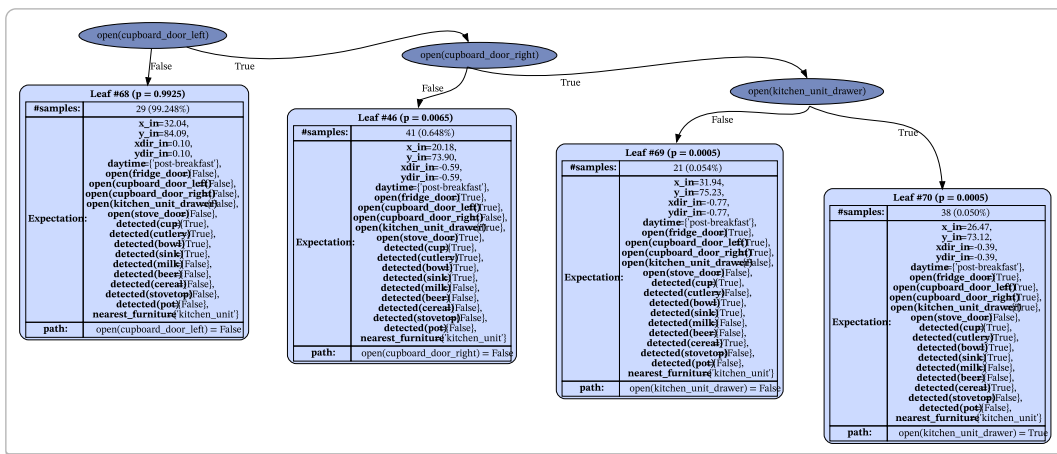 open(cupboard_door_left)
False
True
open(cupboard_door_right)
False
True
open(kitchen_unit_drawer)
False
True
Leaf #68 (p = 0.9925)
#samples: 29 (99.248%)
Expectation:
x_in=32.04,
y_in=84.09,
xdir_in=0.10,
ydir_in=0.10,
daytime={'post-breakfast'},
open(fridge_door)={False},
open(cupboard_door_left)={False},
open(cupboard_door_right)={False},
open(kitchen_unit_drawer)={False},
open(stove_door)={False},
detected(cup)={True},
detected(cutlery)={True},
detected(bowl)={True},
detected(sink)={True},
detected(milk)={False},
detected(beer)={False},
detected(cereal)={False},
detected(stovetop)={False},
detected(pot)={False},
nearest_furniture={'kitchen_unit'}
path: open(cupboard_door_left) = False
Leaf #46 (p = 0.0065)
#samples: 41 (0.648%)
Expectation:
x_in=20.18,
y_in=73.90,
xdir_in=-0.59,
ydir_in=-0.59,
daytime={'post-breakfast'},
open(fridge_door)={True},
open(cupboard_door_left)={True},
open(cupboard_door_right)={False},
open(kitchen_unit_drawer)={True},
open(stove_door)={True},
detected(cup)={True},
detected(cutlery)={True},
detected(bowl)={True},
detected(sink)={True},
detected(milk)={False},
detected(beer)={False},
detected(cereal)={False},
detected(stovetop)={False},
detected(pot)={False},
nearest_furniture={'kitchen_unit'}
path: open(cupboard_door_right) = False
Leaf #69 (p = 0.0005)
#samples: 21 (0.054%)
Expectation:
x_in=31.94,
y_in=75.23,
xdir_in=-0.77,
ydir_in=-0.77,
daytime={'post-breakfast'},
open(fridge_door)={True},
open(cupboard_door_left)={True},
open(cupboard_door_right)={True},
open(kitchen_unit_drawer)={False},
open(stove_door)={False},
detected(cup)={True},
detected(cutlery)={False},
detected(bowl)={True},
detected(sink)={True},
detected(milk)={False},
detected(beer)={False},
detected(cereal)={True},
detected(stovetop)={False},
detected(pot)={False},
nearest_furniture={'kitchen_unit'}
path: open(kitchen_unit_drawer) = False
Leaf #70 (p = 0.0005)
#samples: 38 (0.050%)
Expectation:
x_in=26.47,
y_in=73.12,
xdir_in=-0.39,
ydir_in=-0.39,
daytime={'post-breakfast'},
open(fridge_door)={True},
open(cupboard_door_left)={True},
open(cupboard_door_right)={True},
open(kitchen_unit_drawer)={True},
open(stove_door)={False},
detected(cup)={True},
detected(cutlery)={True},
detected(bowl)={True},
detected(sink)={True},
detected(milk)={True},
detected(beer)={False},
detected(cereal)={True},
detected(stovetop)={False},
detected(pot)={False},
nearest_furniture={'kitchen_unit'}
path: open(kitchen_unit_drawer) = True